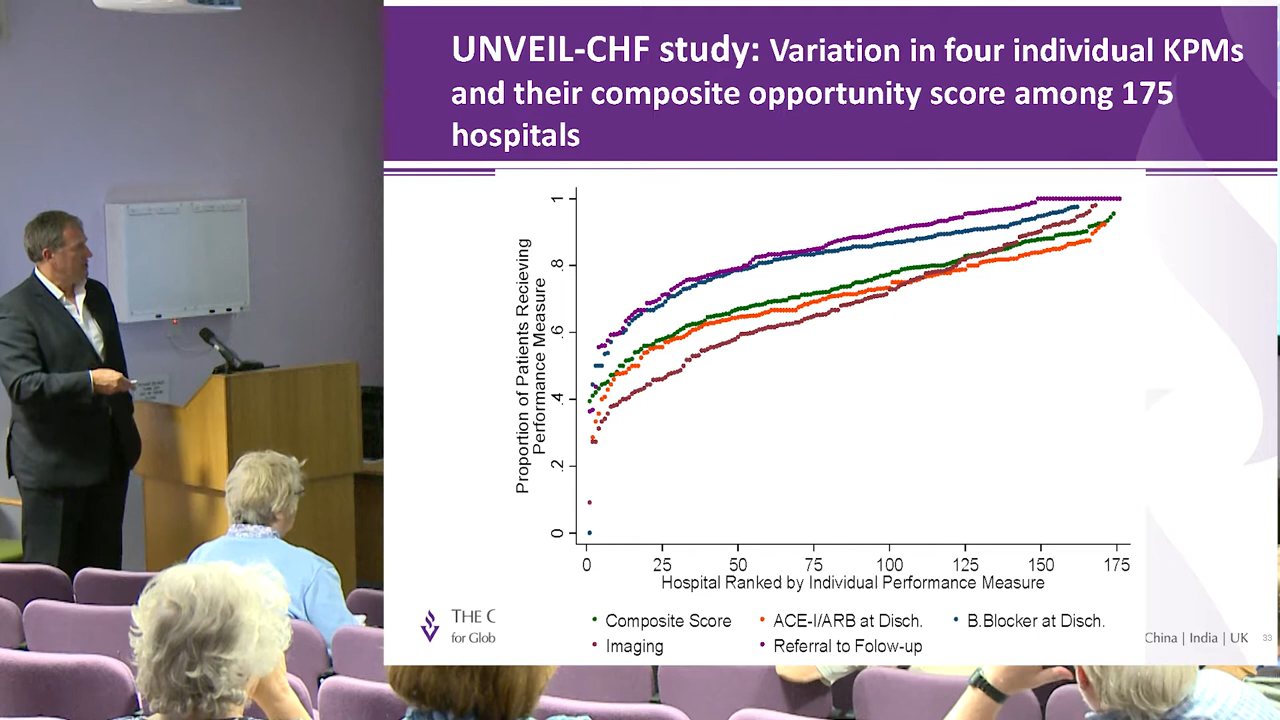 UNVEIL-CHF study: Variation in four individual KPMs
and their composite opportunity score among 175
hospitals
Proportion of Patients Recieving
Performance Measure
1
.8
.6
.4
.2
0
0 25 50 75 100 125 150 175
Hospital Ranked by Individual Performance Measure
Composite Score ACE-I/ARB at Disch. B.Blocker at Disch.
Imaging Referral to Folow-up
THE C
for Glob
China | India | UK 33